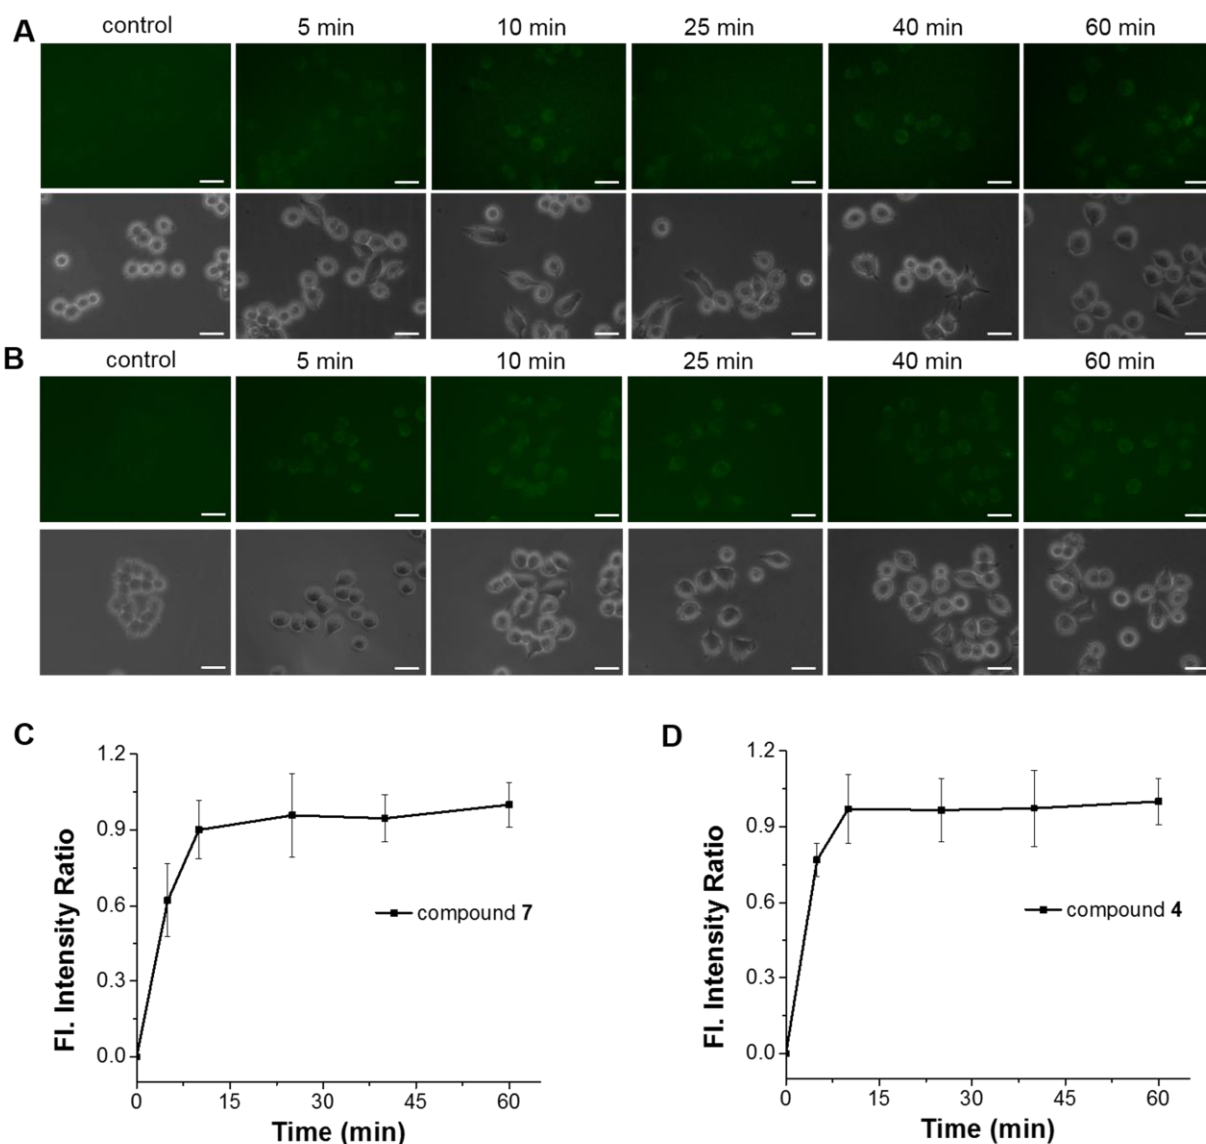 A
control 5 min 10 min 25 min 40 min 60 min
B
control 5 min 10 min 25 min 40 min 60 min
C
1.2
0.9
0.6
0.3
0.0
Fl. Intensity Ratio
compound 7
0 15 30 45 60
Time (min)
D
1.2
0.9
0.6
0.3
0.0
Fl. Intensity Ratio
compound 4
0 15 30 45 60
Time (min)